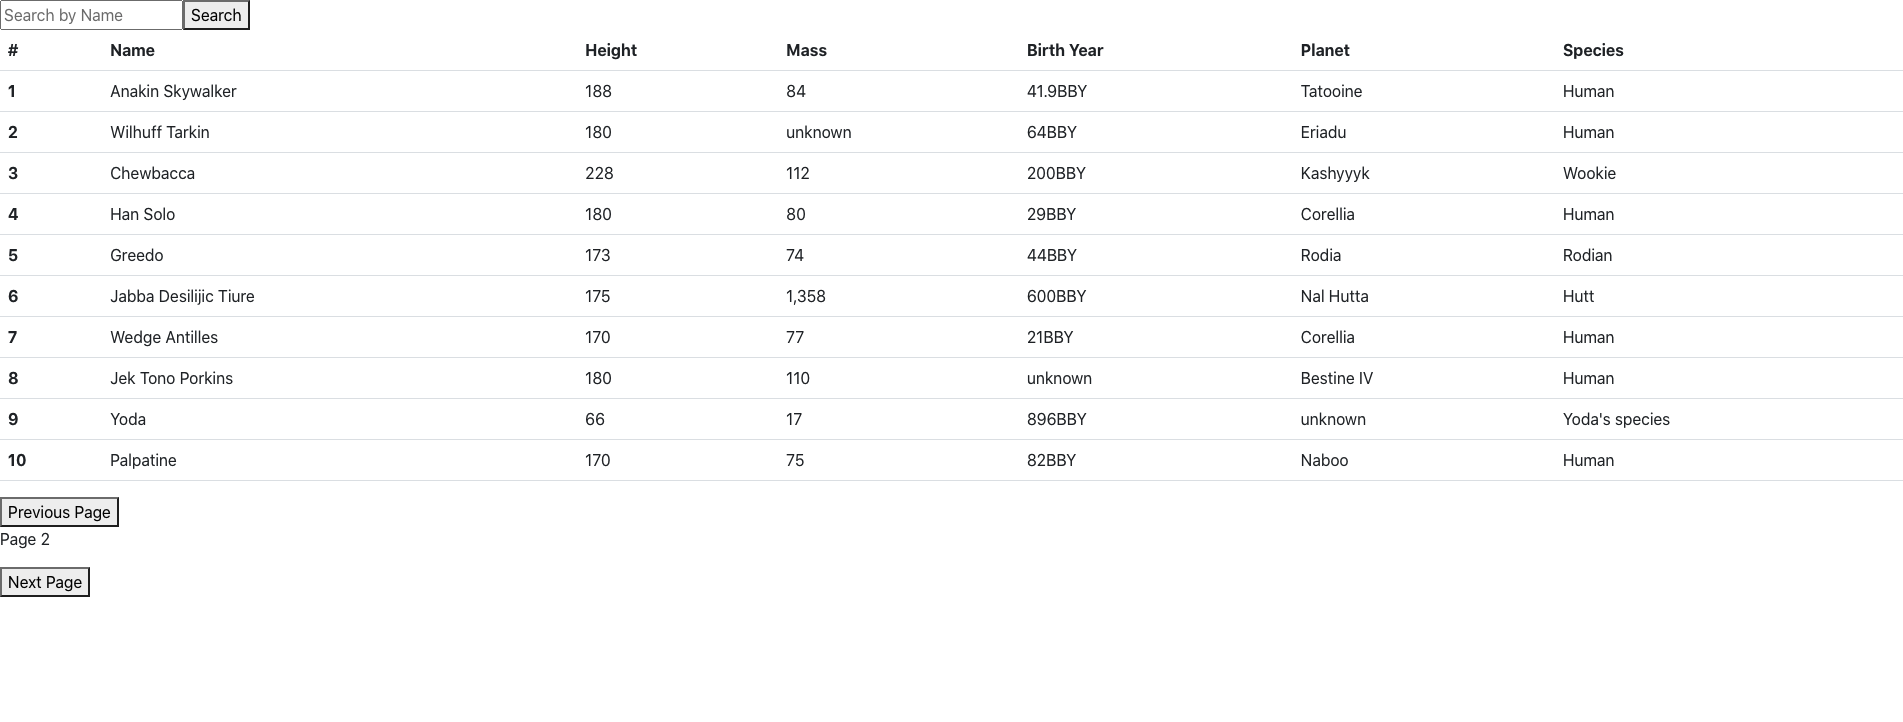 Search by Name Search
# Name Height Mass Birth Year Planet Species
1 Anakin Skywalker 188 84 41.9BBY Tatooine Human
2 Wilhuff Tarkin 180 unknown 64BBY Eriadu Human
3 Chewbacca 228 112 200BBY Kashyyyk Wookie
4 Han Solo 180 80 29BBY Corellia Human
5 Greedo 173 74 44BBY Rodia Rodian
6 Jabba Desilijic Tiure 175 1,358 600BBY Nal Hutta Hutt
7 Wedge Antilles 170 77 21BBY Corellia Human
8 Jek Tono Porkins 180 110 unknown Bestine IV Human
9 Yoda 66 17 896BBY unknown Yoda's species
10 Palpatine 170 75 82BBY Naboo Human
Previous Page
Page 2
Next Page